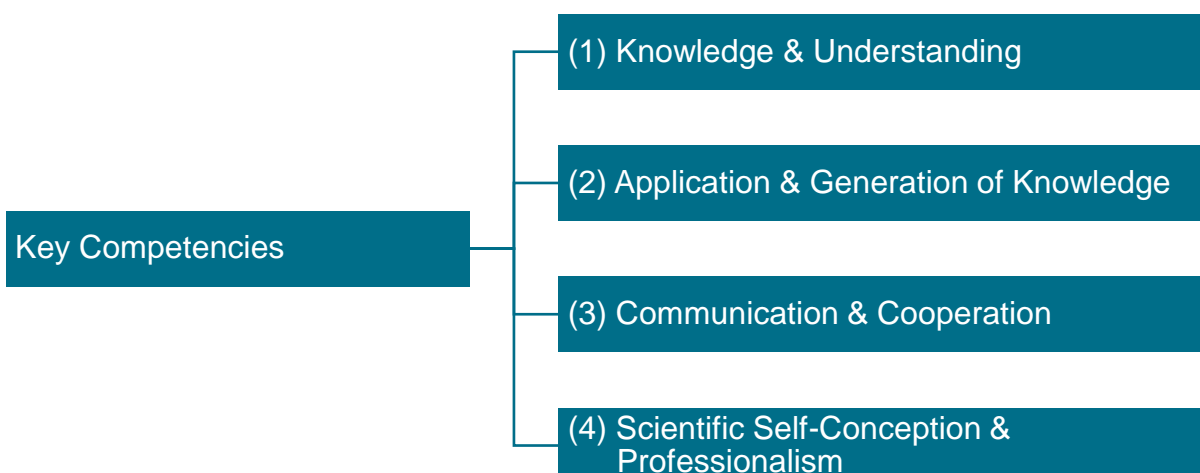 (1) Knowledge & Understanding
(2) Application & Generation of Knowledge
Key Competencies
(3) Communication & Cooperation
(4) Scientific Self-Conception &
Professionalism